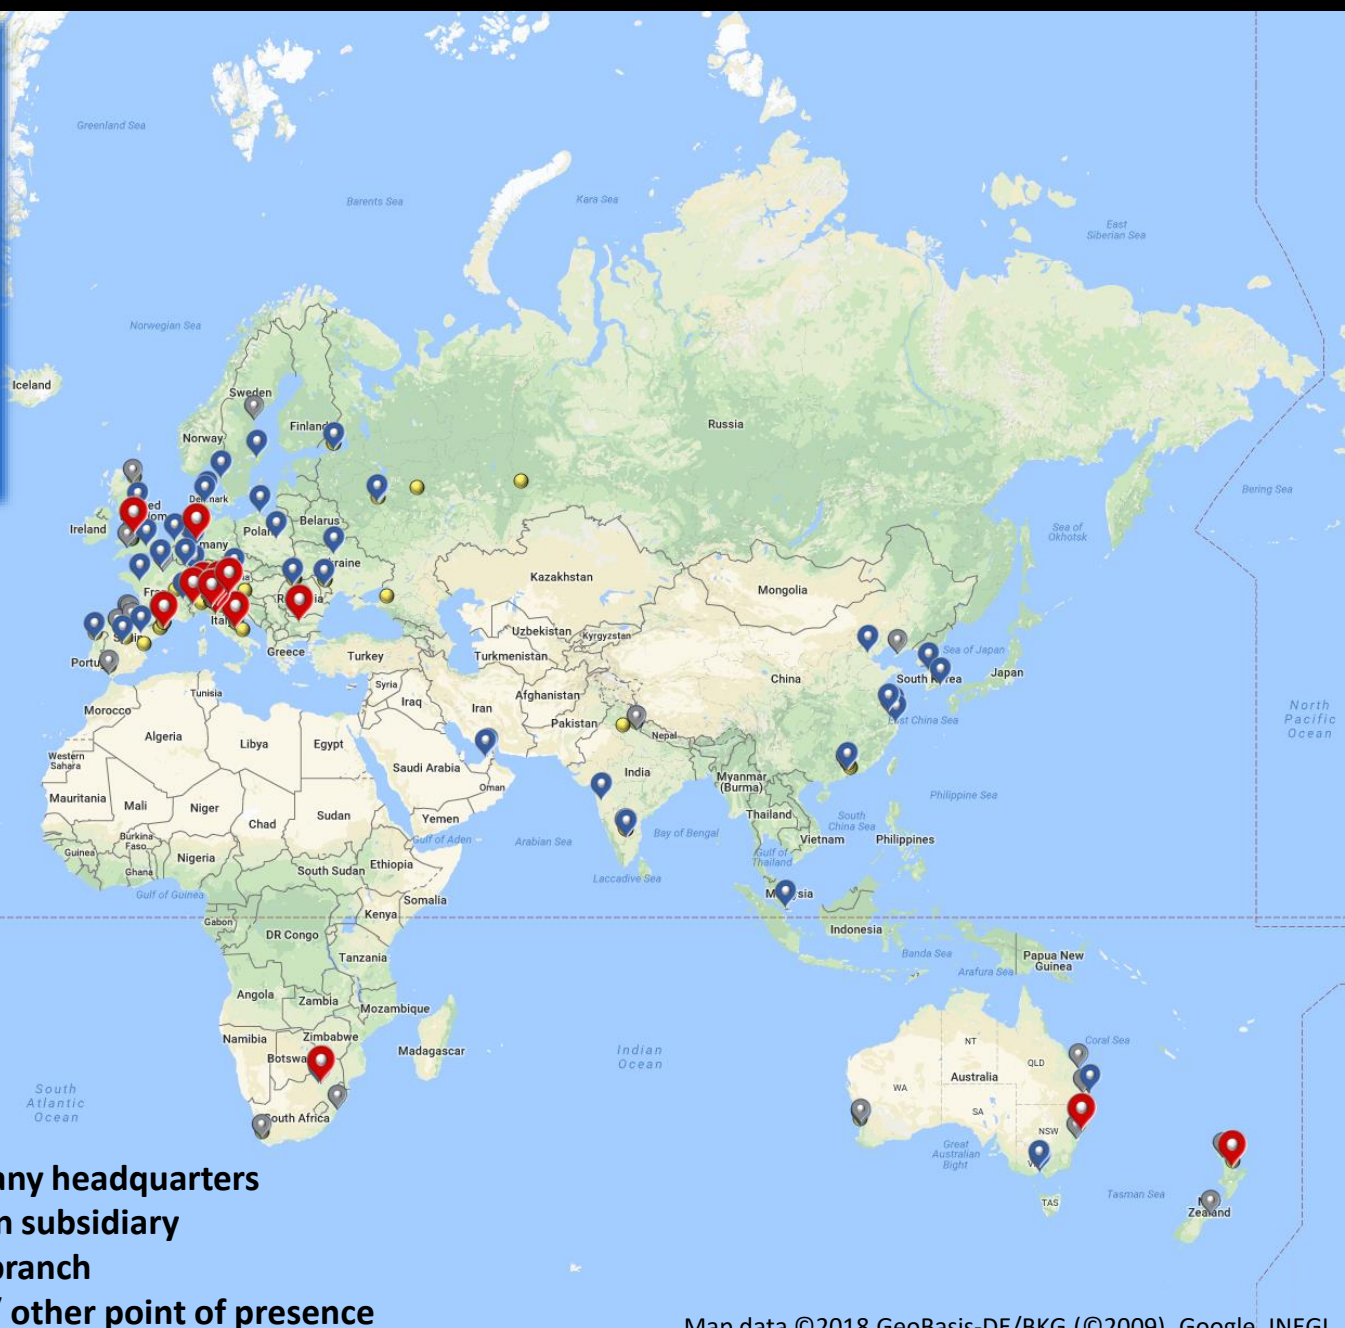 Greenland Sea
Barents Sea
Kara Sea
East
Siberian Sea
Norwegian Sea
Iceland
Sweden
Finland
Norway
Russia
Bering Sea
Sea of
Okhotsk
Ireland
Belarus
Kazakhstan
Mongolia
Uzbekistan
Kyrgyzstan
Greece
Turkey
Turkmenistan
Sea of Japan
Japan
China
Syria
Iraq
Iran
Afghanistan
Pakistan
Nepal
Tunisia
Morocco
Algeria
Libya
Egypt
East China Sea
North
Pacific
Ocean
Western
Sahara
Saudi Arabia
Oman
India
Myanmar
(Burma)
Mauritania
Mali
Niger
Chad
Sudan
Yemen
Philippine Sea
Thailand
South
China Sea
Burkina
Faso
Guinea
Ghana
Nigeria
Ethiopia
South Sudan
Gulf of Aden
Arabian Sea
Bay of Bengal
Vietnam
Philippines
Gulf of
Thailand
Laccadive Sea
Gulf of Guinea
Somalia
Gabon
Kenya
DR Congo
Indonesia
Tanzania
Banda Sea
Arafura Sea
Papua New
Guinea
Angola
Zambia
Mozambique
Namibia
Zimbabwe
Madagascar
Indian
Ocean
NT
QLD
Coral Sea
WA
Australia
SA
NSW
South
Atlantic
Ocean
South Africa
Great
Australian
Bight
TAS
Tasman Sea
Zealand
any headquarters
n subsidiary
branch
/ other point of presence
Map data ©2018 GeoBasis-DE/BKG (©2009), Google, INEGI